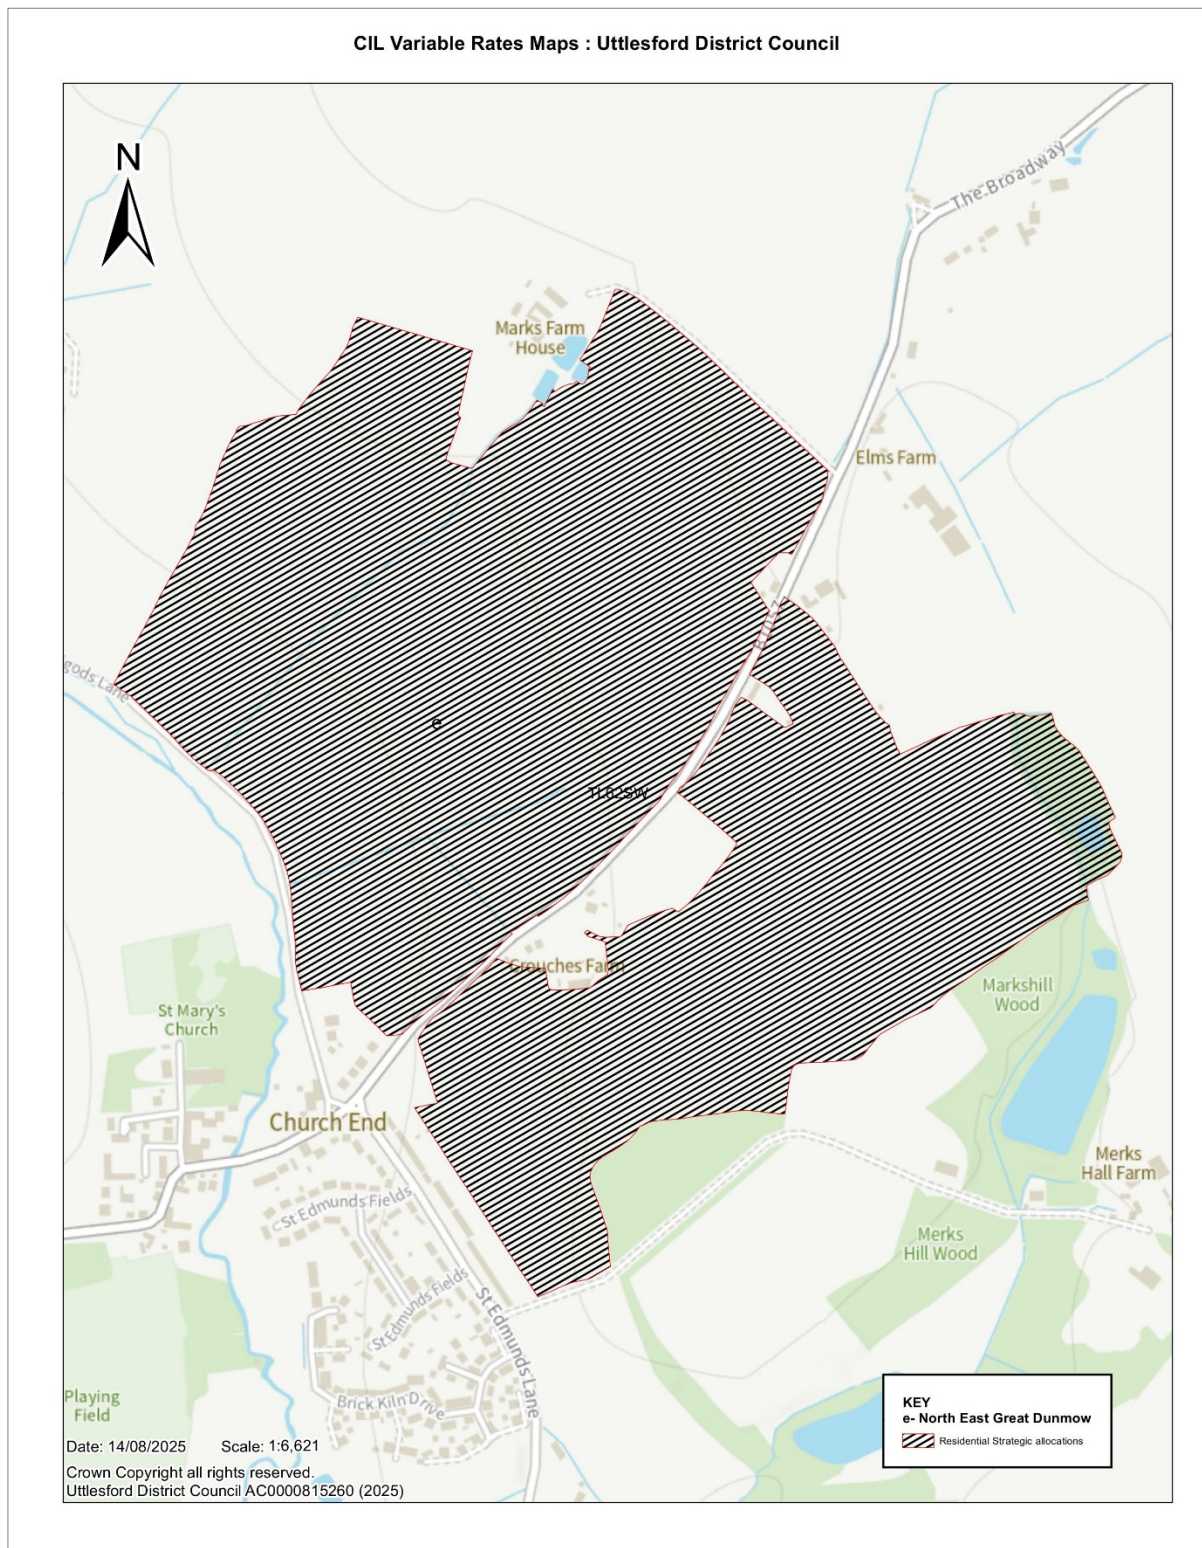 CIL Variable Rates Maps : Uttlesford District Council
N
The Broadway
Marks Farm
House
Elms Farm
B1057
gods Lane
e
TL62SW
Crouches Farm
Markshill
Wood
St Mary's
Church
Church End
Merks
Hall Farm
St Edmunds Fields
Merks
Hill Wood
St Edmunds Fields
St Edmunds Lane
Playing
Field
Brick Kiln Drive
KEY
e- North East Great Dunmow
Residential Strategic allocations
Date: 14/08/2025 Scale: 1:6,621
Crown Copyright all rights reserved.
Uttlesford District Council AC0000815260 (2025)